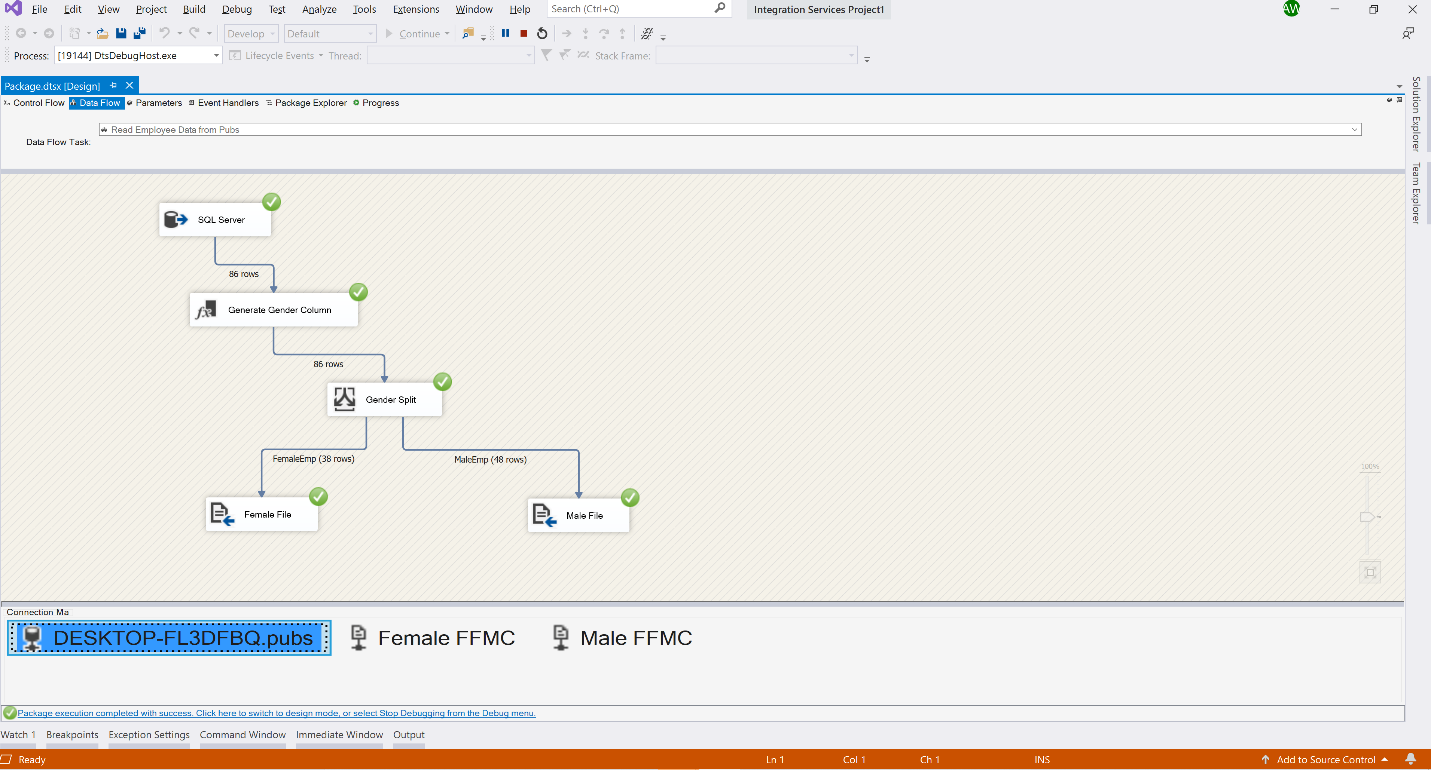 File Edit View Project Build Debug Test Analyze Tools Extensions Window Help Search (Ctrl+Q) Integration Services Project1 AW
Develop Default Continue
Process: [19144] DtsDebugHost.exe Lifecycle Events Thread: Stack Frame:
Package.dtsx [Design]
Control Flow Data Flow Parameters Event Handlers Package Explorer Progress
Data Flow Task: Read Employee Data from Pubs
Solution Explorer
Team Explorer
SQL Server
86 rows
Generate Gender Column
86 rows
Gender Split
FemaleEmp (38 rows) MaleEmp (48 rows)
Female File Male File
100%
Connection Ma
DESKTOP-FL3DFBQ.pubs Female FFMC Male FFMC
Package execution completed with success. Click here to switch to design mode, or select Stop Debugging from the Debug menu.
Watch 1 Breakpoints Exception Settings Command Window Immediate Window Output
Ready Ln 1 Col 1 Ch 1 INS Add to Source Control